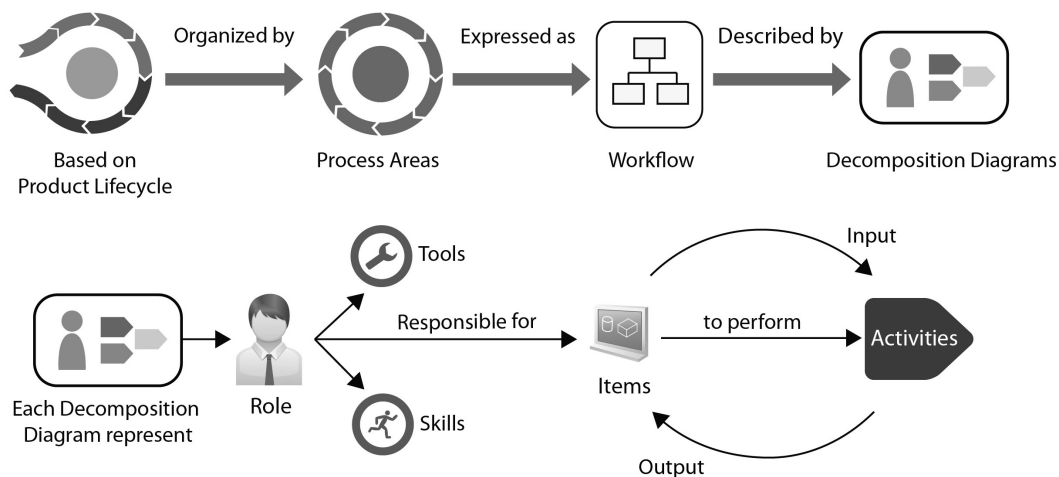 Organized by
Expressed as
Described by
Based on
Product Lifecycle
Process Areas
Workflow
Decomposition Diagrams
Tools
Input
Responsible for
to perform
Activities
Items
Each Decomposition
Diagram represent
Role
Skills
Output